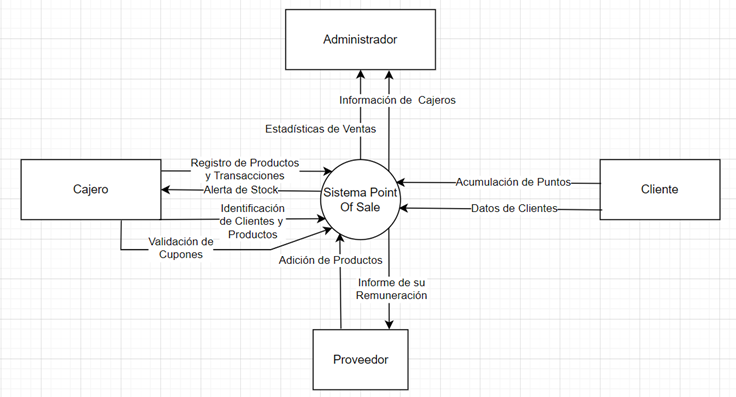 Administrador
Información de  Cajeros
Estadísticas de Ventas
Registro de Productos
y Transacciones
Cajero
Alerta de Stock
Sistema Point
Of Sale
Acumulación de Puntos
Cliente
Datos de Clientes
Identificación
de Clientes y
Productos
Validación de
Cupones
Adición de Productos
Informe de su
Remuneración
Proveedor